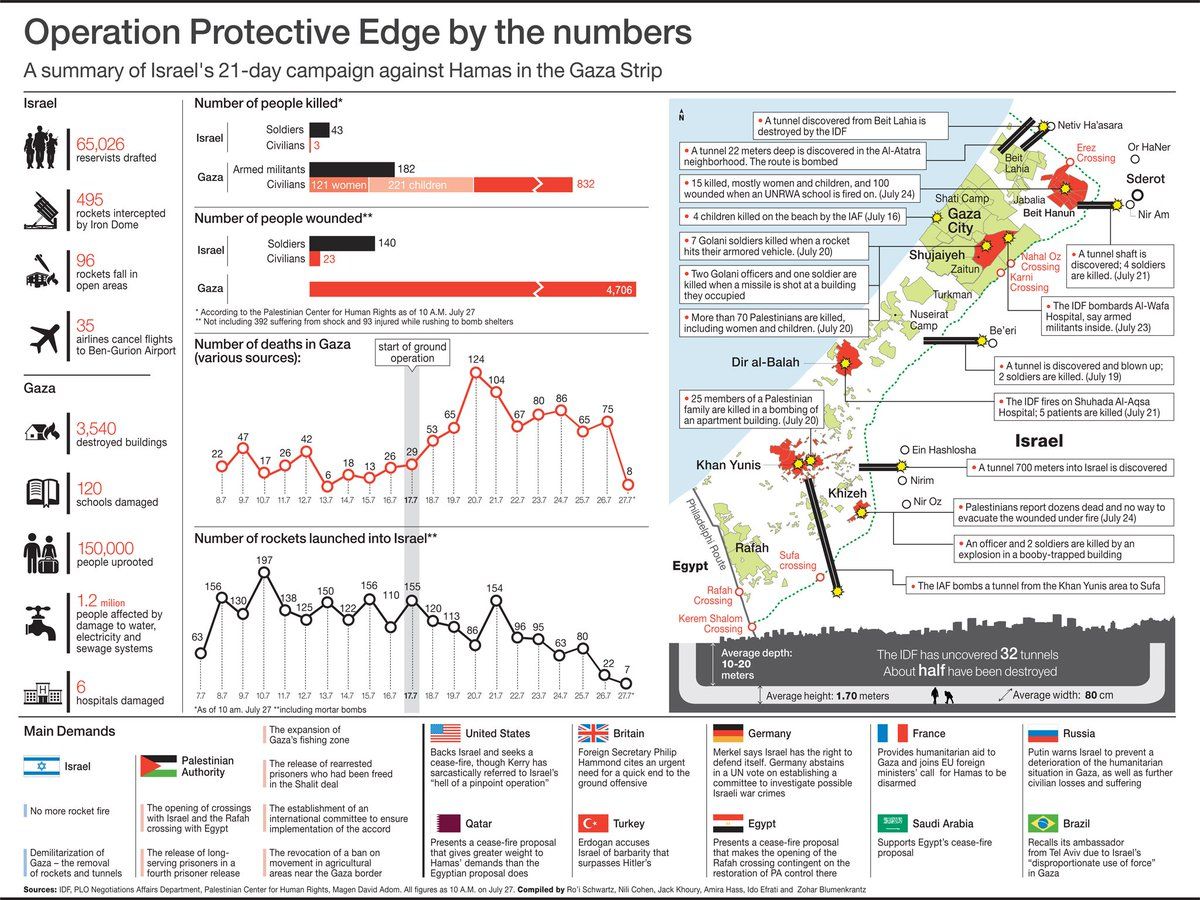 Operation Protective Edge by the numbers
A summary of Israel's 21-day campaign against Hamas in the Gaza Strip
Israel
65,026
reservists drafted
495
rockets intercepted
by Iron Dome
96
rockets fall in
open areas
35
airlines cancel flights
to Ben-Gurion Airport
Gaza
3,540
destroyed buildings
120
schools damaged
150,000
people uprooted
1.2 milion
people affected by
damage to water,
electricity and
sewage systems
6
hospitals damaged
Number of people killed*
Israel
Soldiers 43
Civilians 3
Gaza
Armed militants 182
Civilians 121 women 221 children 832
Number of people wounded**
Israel
Soldiers 140
Civilians 23
Gaza 4,706
* According to the Palestinian Center for Human Rights as of 10 A.M. July 27
** Not including 392 suffering from shock and 93 injured while rushing to bomb shelters
Number of deaths in Gaza
(various sources):
start of ground
operation
22 47 17 26 42 6 18 13 26 29 53 65 124 104 67 80 86 65 75 8
8.7 9.7 10.7 11.7 12.7 13.7 14.7 15.7 16.7 17.7 18.7 19.7 20.7 21.7 22.7 23.7 24.7 25.7 26.7 27.7*
Number of rockets launched into Israel**
63 156 130 197 138 125 150 122 156 110 155 120 113 86 154 96 95 63 80 22 7
7.7 8.7 9.7 10.7 11.7 12.7 13.7 14.7 15.7 16.7 17.7 18.7 19.7 20.7 21.7 22.7 23.7 24.7 25.7 26.7 27.7*
*As of 10 am. July 27 **including mortar bombs
N
• A tunnel discovered from Beit Lahia is
destroyed by the IDF
• A tunnel 22 meters deep is discovered in the Al-Atatra
neighborhood. The route is bombed
• 15 killed, mostly women and children, and 100
wounded when an UNRWA school is fired on. (July 24)
• 4 children killed on the beach by the IAF (July 16)
• 7 Golani soldiers killed when a rocket
hits their armored vehicle. (July 20)
• Two Golani officers and one soldier are
killed when a missile is shot at a building
they occupied
• More than 70 Palestinians are killed,
including women and children. (July 20)
Netiv Ha'asara
Erez
Crossing
Or HaNer
Sderot
Nir Am
Beit
Lahia
Jabalia
Beit Hanun
Shati Camp
Gaza
City
Shujaiyeh
Zaitun
Nahal Oz
Crossing
Karni
Crossing
Turkman
Nuseirat
Camp
Be'eri
• A tunnel shaft is
discovered; 4 soldiers
are killed. (July 21)
• The IDF bombards Al-Wafa
Hospital, say armed
militants inside. (July 23)
Dir al-Balah
• A tunnel is discovered and blown up;
2 soldiers are killed. (July 19)
• The IDF fires on Shuhada Al-Aqsa
Hospital; 5 patients are killed (July 21)
• 25 members of a Palestinian
family are killed in a bombing of
an apartment building. (July 20)
Israel
Ein Hashlosha
Khan Yunis
• A tunnel 700 meters into Israel is discovered
Nirim
Khizeh
Nir Oz
• Palestinians report dozens dead and no way to
evacuate the wounded under fire (July 24)
Philadelphi Route
Rafah
• An officer and 2 soldiers are killed by an
explosion in a booby-trapped building
Egypt
Sufa
crossing
• The IAF bombs a tunnel from the Khan Yunis area to Sufa
Rafah
Crossing
Kerem Shalom
Crossing
Average depth:
10-20
meters
The IDF has uncovered 32 tunnels
About half have been destroyed
Average height: 1.70 meters
Average width: 80 cm
Main Demands
Israel
No more rocket fire
Demilitarization of
Gaza – the removal
of rockets and tunnels
Palestinian
Authority
The opening of crossings
with Israel and the Rafah
crossing with Egypt
The release of long-
serving prisoners in a
fourth prisoner release
The expansion of
Gaza's fishing zone
The release of rearrested
prisoners who had been freed
in the Shalit deal
The establishment of an
international committee to ensure
implementation of the accord
The revocation of a ban on
movement in agricultural
areas near the Gaza border
United States
Backs Israel and seeks a
cease-fire, though Kerry has
sarcastically referred to Israel's
"hell of a pinpoint operation"
Britain
Foreign Secretary Philip
Hammond cites an urgent
need for a quick end to the
ground offensive
Germany
Merkel says Israel has the right to
defend itself. Germany abstains
in a UN vote on establishing a
committee to investigate possible
Israeli war crimes
France
Provides humanitarian aid to
Gaza and joins EU foreign
ministers' call for Hamas to be
disarmed
Russia
Putin warns Israel to prevent a
deterioration of the humanitarian
situation in Gaza, as well as further
civilian losses and suffering
Qatar
Presents a cease-fire proposal
that gives greater weight to
Hamas' demands than the
Egyptian proposal does
Turkey
Erdogan accuses
Israel of barbarity that
surpasses Hitler's
Egypt
Presents a cease-fire proposal
that makes the opening of the
Rafah crossing contingent on the
restoration of PA control there
Saudi Arabia
Supports Egypt's cease-fire
proposal
Brazil
Recalls its ambassador
from Tel Aviv due to Israel's
"disproportionate use of force"
in Gaza
Sources: IDF, PLO Negotiations Affairs Department, Palestinian Center for Human Rights, Magen David Adom. All figures as 10 A.M. on July 27. Compiled by Ro'i Schwartz, Nili Cohen, Jack Khoury, Amira Hass, Ido Efrati and Zohar Blumenkrantz